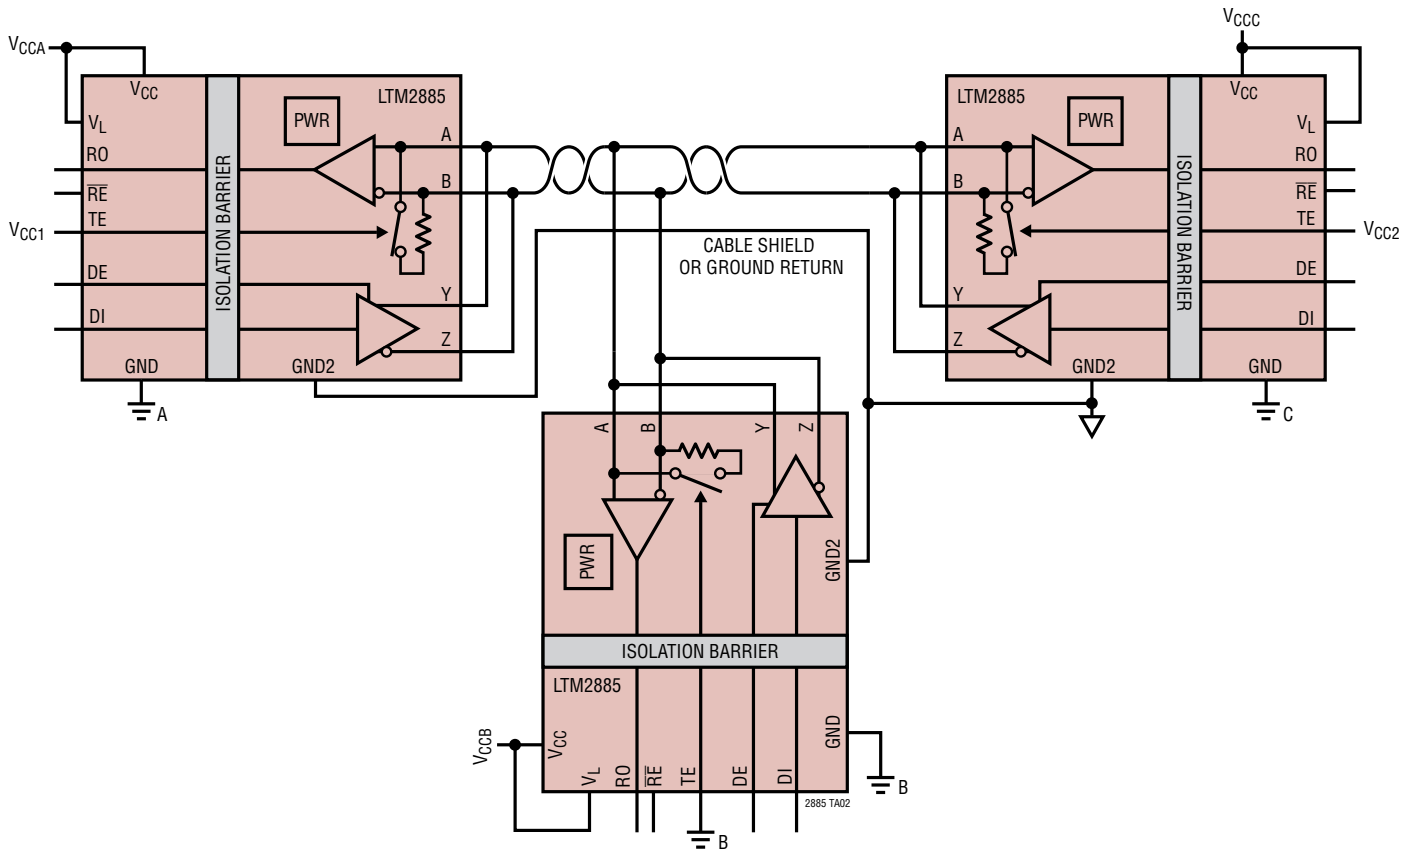 VCCA
VCC
VL
RO
RE
TE
VCC1
DE
DI
GND
A
ISOLATION BARRIER
PWR
LTM2885
A
B
Y
Z
GND2
CABLE SHIELD
OR GROUND RETURN
VCCC
LTM2885
PWR
VCC
VL
A
B
RO
RE
TE
VCC2
DE
DI
Y
Z
ISOLATION BARRIER
GND2
GND
C
A
B
Y
Z
PWR
GND2
ISOLATION BARRIER
LTM2885
VCCB
VCC
VL
RO
RE
TE
DE
DI
GND
B
B
2885 TA02